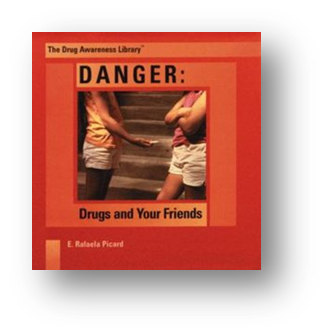 The Drug Awareness Library™
DANGER:
Drugs and Your Friends
E. Rafaela Picard